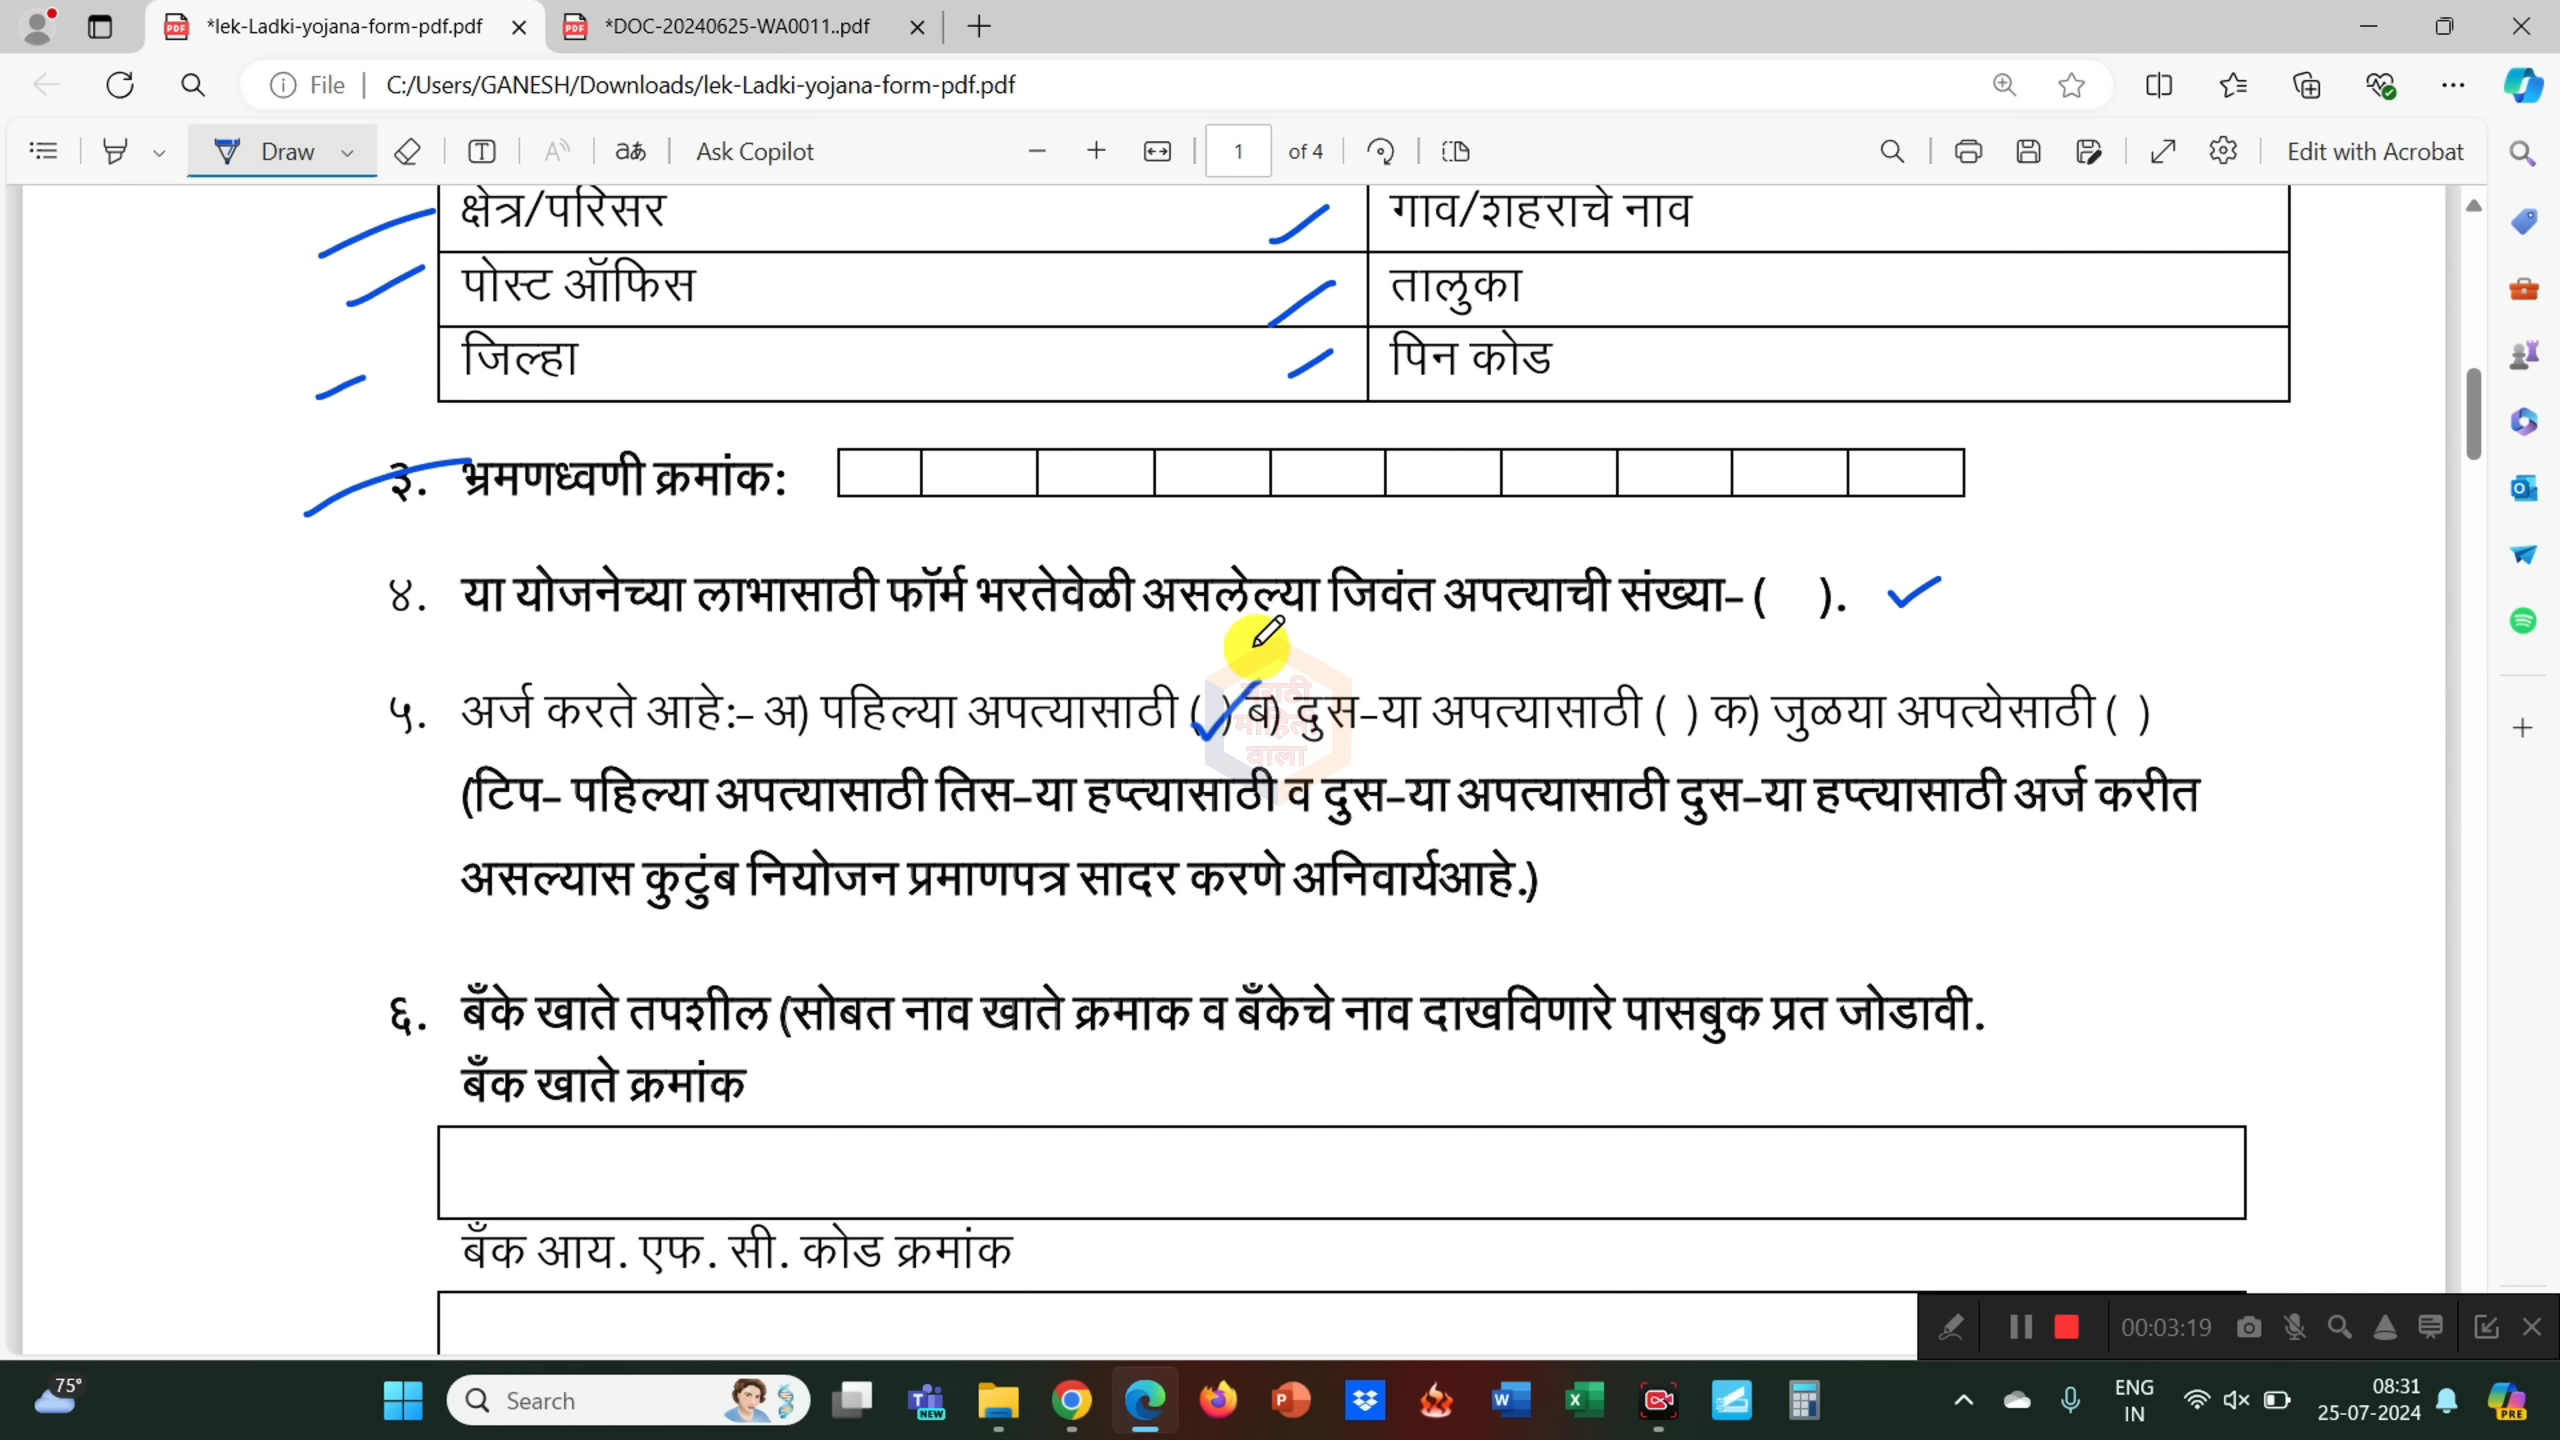 *lek-Ladki-yojana-form-pdf.pdf
*DOC-20240625-WA0011..pdf
File
C:/Users/GANESH/Downloads/lek-Ladki-yojana-form-pdf.pdf
Draw
Ask Copilot
1 of 4
Edit with Acrobat
क्षेत्र/परिसर
गाव/शहराचे नाव
पोस्ट ऑफिस
तालुका
जिल्हा
पिन कोड
३. भ्रमणध्वणी क्रमांक:
४. या योजनेच्या लाभासाठी फॉर्म भरतेवेळी असलेल्या जिवंत अपत्याची संख्या– ( ).
५. अर्ज करते आहे:– अ) पहिल्या अपत्यासाठी ( ) ब) दुस–या अपत्यासाठी ( ) क) जुळया अपत्येसाठी ( )
(टिप– पहिल्या अपत्यासाठी तिस–या हप्त्यासाठी व दुस–या अपत्यासाठी दुस–या हप्त्यासाठी अर्ज करीत
असल्यास कुटुंब नियोजन प्रमाणपत्र सादर करणे अनिवार्यआहे.)
मराठी
माहिती
वाला
६. बँके खाते तपशील (सोबत नाव खाते क्रमाक व बँकेचे नाव दाखविणारे पासबुक प्रत जोडावी.
बँक खाते क्रमांक
बँक आय. एफ. सी. कोड क्रमांक
00:03:19
75°
Search
NEW
ENG
IN
08:31
25-07-2024
PRE